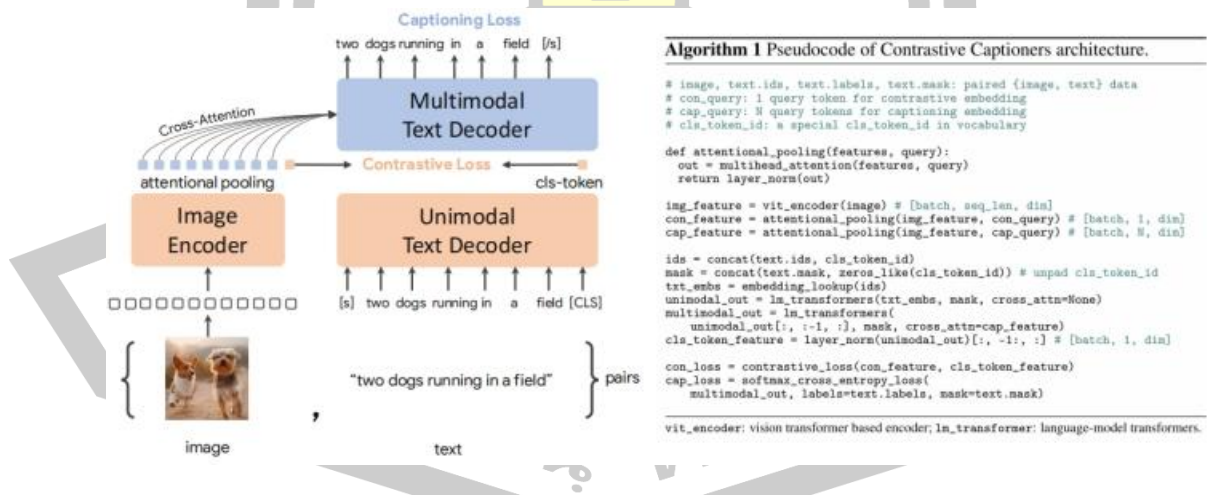 Captioning Loss
two dogs running in a field [/s]
Multimodal
Text Decoder
Cross-Attention
Contrastive Loss
attentional pooling
cls-token
Image
Encoder
Unimodal
Text Decoder
[s] two dogs running in a field [CLS]
{ , "two dogs running in a field" } pairs
image
text
Algorithm 1 Pseudocode of Contrastive Captioners architecture.
# image, text.ids, text.labels, text.mask: paired {image, text} data
# con_query: 1 query token for contrastive embedding
# cap_query: N query tokens for captioning embedding
# cls_token_id: a special cls_token_id in vocabulary
def attentional_pooling(features, query):
out = multihead_attention(features, query)
return layer_norm(out)
img_feature = vit_encoder(image) # [batch, seq_len, dim]
con_feature = attentional_pooling(img_feature, con_query) # [batch, 1, dim]
cap_feature = attentional_pooling(img_feature, cap_query) # [batch, N, dim]
ids = concat(text.ids, cls_token_id)
mask = concat(text.mask, zeros_like(cls_token_id)) # unpad cls_token_id
txt_embs = embedding_lookup(ids)
unimodal_out = lm_transformers(txt_embs, mask, cross_attn=None)
multimodal_out = lm_transformers(
unimodal_out[:, :-1, :], mask, cross_attn=cap_feature)
cls_token_feature = layer_norm(unimodal_out)[:, -1:, :] # [batch, 1, dim]
con_loss = contrastive_loss(con_feature, cls_token_feature)
cap_loss = softmax_cross_entropy_loss(
multimodal_out, labels=text.labels, mask=text.mask)
vit_encoder: vision transformer based encoder; lm_transformer: language-model transformers.